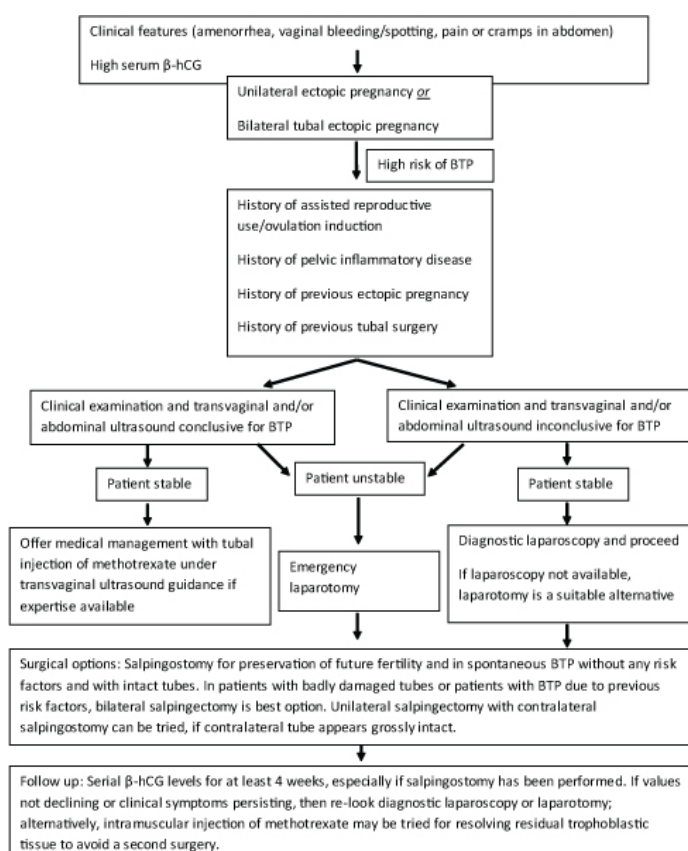 Clinical features (amenorrhea, vaginal bleeding/spotting, pain or cramps in abdomen)
High serum β-hCG
Unilateral ectopic pregnancy or
Bilateral tubal ectopic pregnancy
High risk of BTP
History of assisted reproductive
use/ovulation induction
History of pelvic inflammatory disease
History of previous ectopic pregnancy
History of previous tubal surgery
Clinical examination and transvaginal and/or
abdominal ultrasound conclusive for BTP
Clinical examination and transvaginal and/or
abdominal ultrasound inconclusive for BTP
Patient stable
Patient unstable
Patient stable
Offer medical management with tubal
injection of methotrexate under
transvaginal ultrasound guidance if
expertise available
Emergency
laparotomy
Diagnostic laparoscopy and proceed
If laparoscopy not available,
laparotomy is a suitable alternative
Surgical options: Salpingostomy for preservation of future fertility and in spontaneous BTP without any risk
factors and with intact tubes. In patients with badly damaged tubes or patients with BTP due to previous
risk factors, bilateral salpingectomy is best option. Unilateral salpingectomy with contralateral
salpingostomy can be tried, if contralateral tube appears grossly intact.
Follow up: Serial β-hCG levels for at least 4 weeks, especially if salpingostomy has been performed. If values
not declining or clinical symptoms persisting, then re-look diagnostic laparoscopy or laparotomy;
alternatively, intramuscular injection of methotrexate may be tried for resolving residual trophoblastic
tissue to avoid a second surgery.